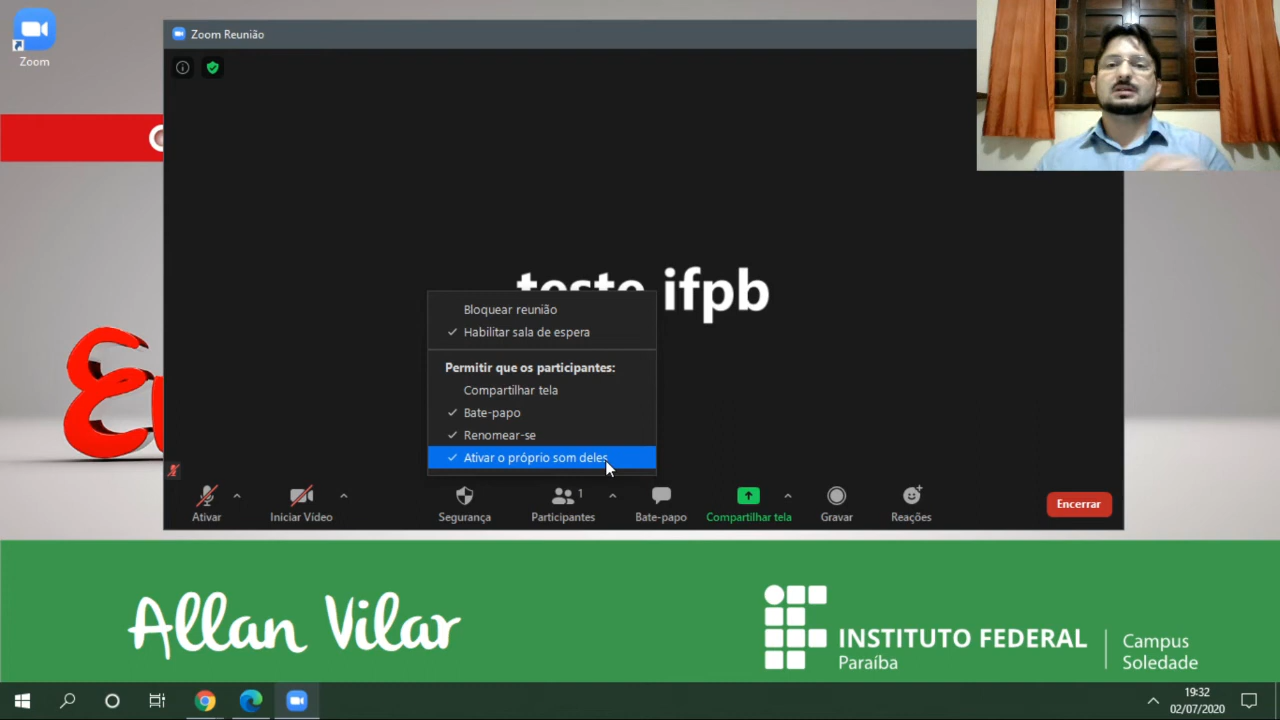 Zoom
Zoom Reunião
ifpb
Bloquear reunião
Habilitar sala de espera
Permitir que os participantes:
Compartilhar tela
Bate-papo
Renomear-se
Ativar o próprio som deles
Ativar
Iniciar Vídeo
Segurança
Participantes
1
Bate-papo
Compartilhar tela
Gravar
Reações
Encerrar
Allan Vilar
INSTITUTO FEDERAL
Paraíba
Campus
Soledade
19:32
02/07/2020